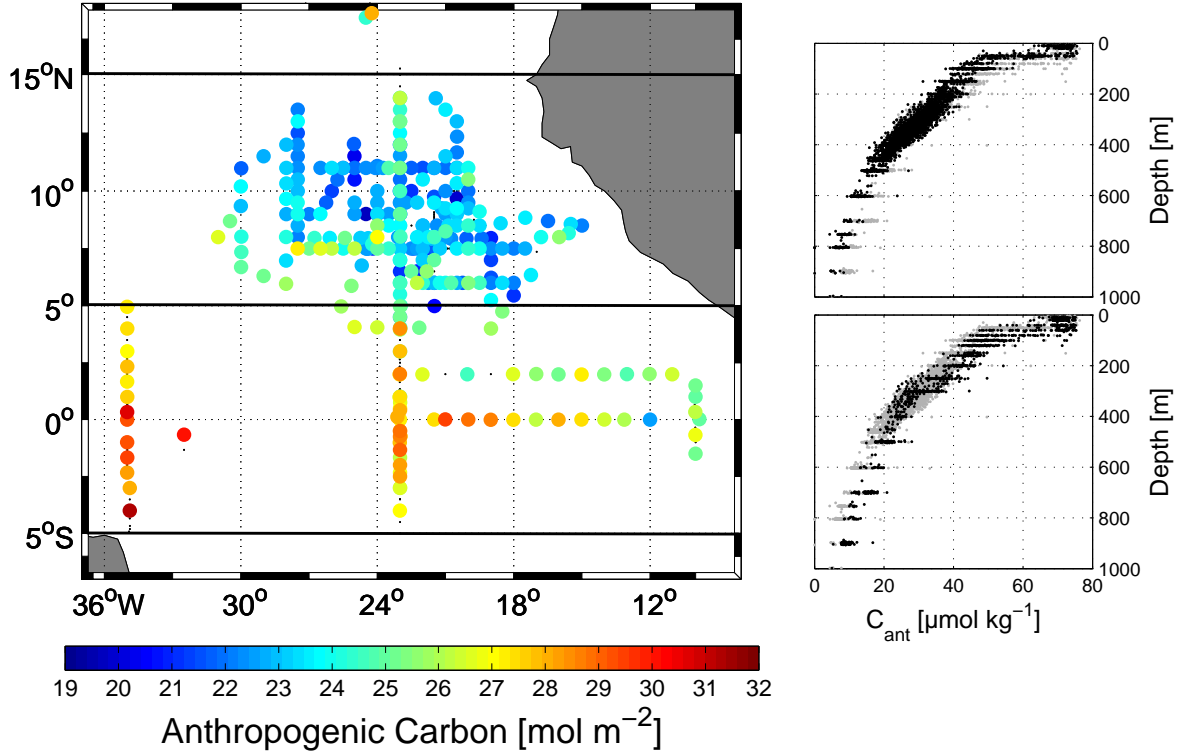 15°N
10°
5°
0°
5°S
36°W 30° 24° 18° 12°
19 20 21 22 23 24 25 26 27 28 29 30 31 32
Anthropogenic Carbon [mol m−2]
0
200
400
600
800
1000
Depth [m]
0
200
400
600
800
1000
Depth [m]
0 20 40 60 80
Cant [µmol kg−1]